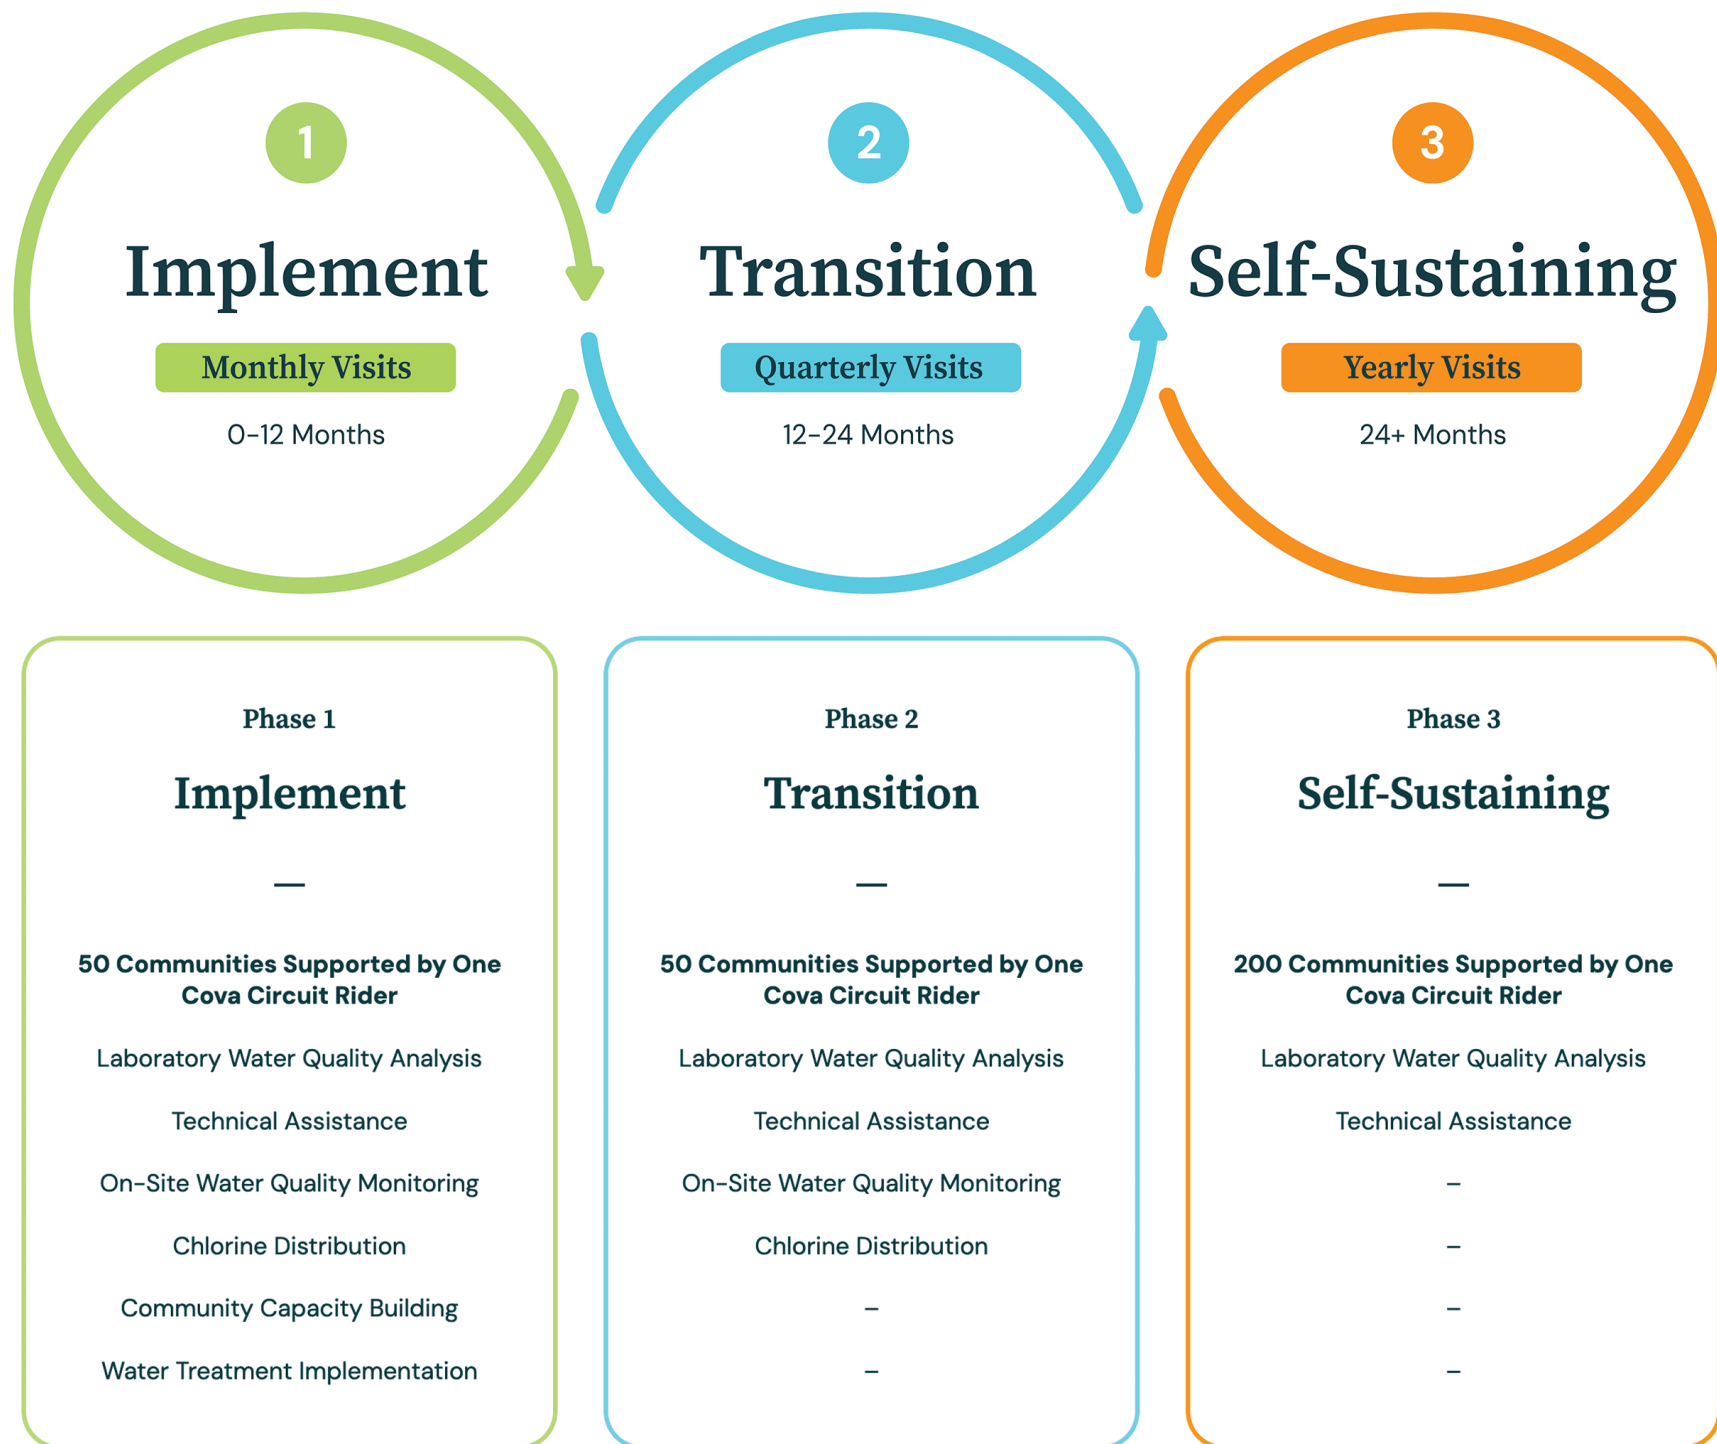 1
Implement
Monthly Visits
0-12 Months
2
Transition
Quarterly Visits
12-24 Months
3
Self-Sustaining
Yearly Visits
24+ Months
Phase 1
Implement
—
50 Communities Supported by One
Cova Circuit Rider
Laboratory Water Quality Analysis
Technical Assistance
On-Site Water Quality Monitoring
Chlorine Distribution
Community Capacity Building
Water Treatment Implementation
Phase 2
Transition
—
50 Communities Supported by One
Cova Circuit Rider
Laboratory Water Quality Analysis
Technical Assistance
On-Site Water Quality Monitoring
Chlorine Distribution
–
–
Phase 3
Self-Sustaining
—
200 Communities Supported by One
Cova Circuit Rider
Laboratory Water Quality Analysis
Technical Assistance
–
–
–
–